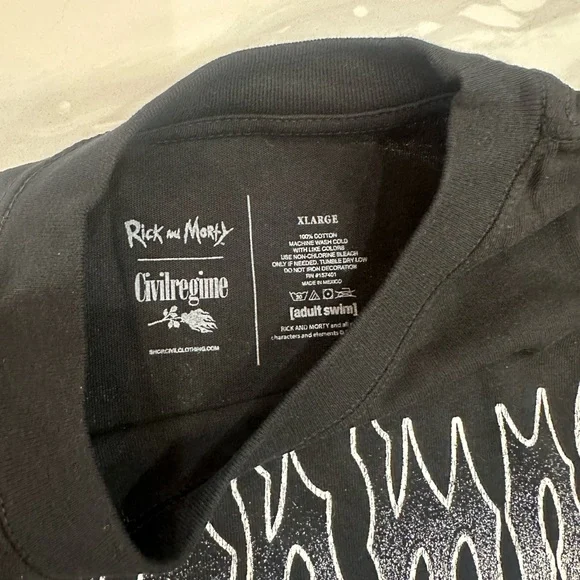 Rick and Morty
Civilregime
SHOPCIVILCLOTHING.COM
XLARGE
100% COTTON
MACHINE WASH COLD
WITH LIKE COLORS
USE NON-CHLORINE BLEACH
ONLY IF NEEDED. TUMBLE DRY LOW
DO NOT IRON DECORATION
RN #157401
MADE IN MEXICO
[adult swim]
RICK AND MORTY and all
characters and elements ©